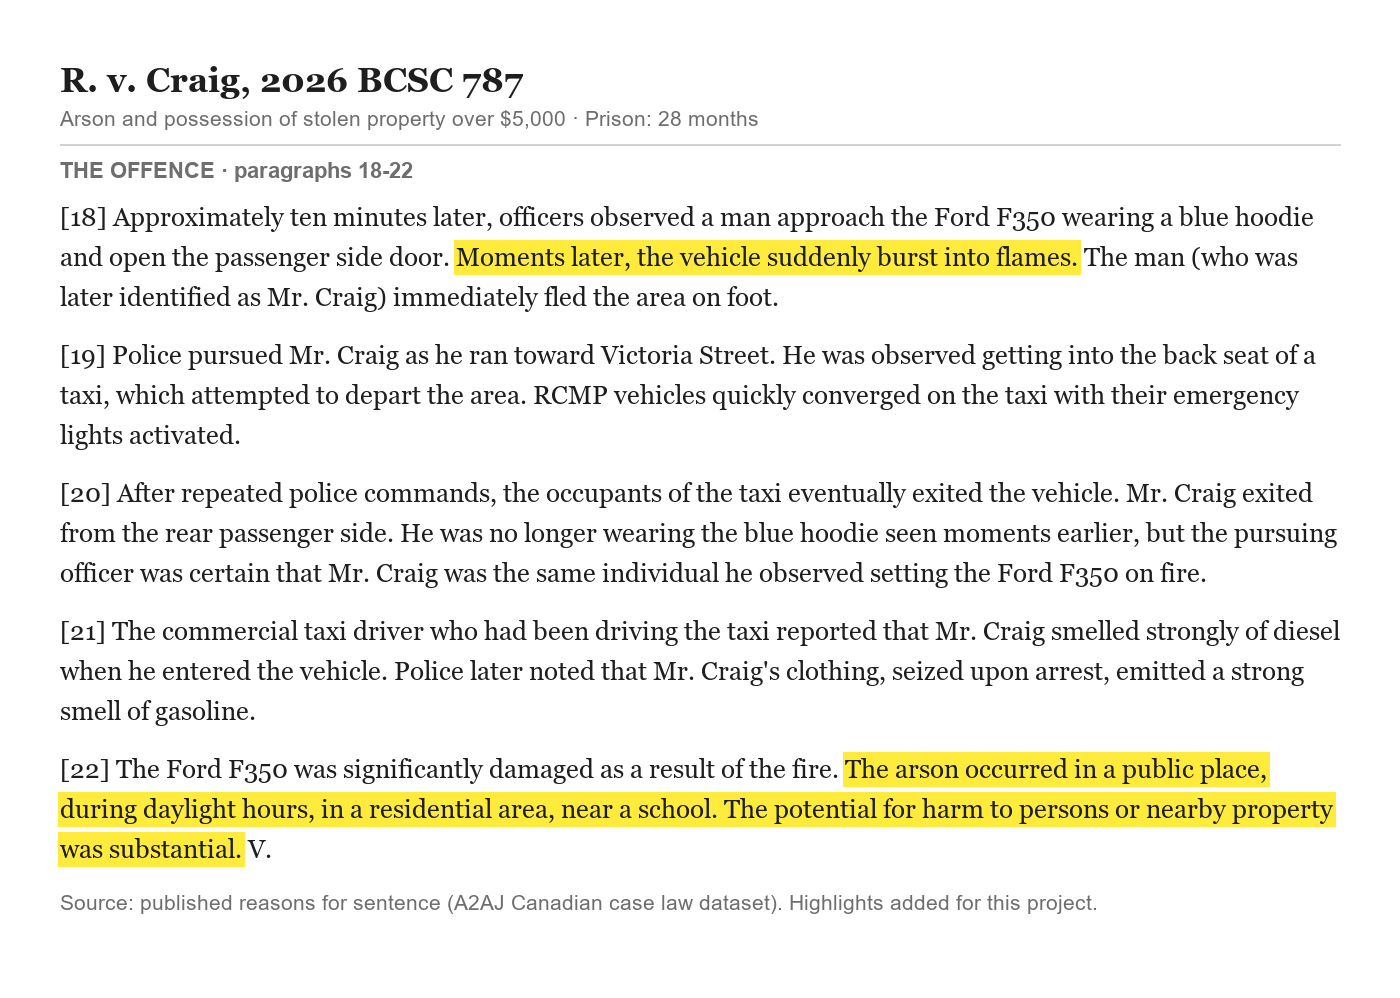 R. v. Craig, 2026 BCSC 787
Arson and possession of stolen property over $5,000 · Prison: 28 months
THE OFFENCE · paragraphs 18-22
[18] Approximately ten minutes later, officers observed a man approach the Ford F350 wearing a blue hoodie
and open the passenger side door. Moments later, the vehicle suddenly burst into flames. The man (who was
later identified as Mr. Craig) immediately fled the area on foot.
[19] Police pursued Mr. Craig as he ran toward Victoria Street. He was observed getting into the back seat of a
taxi, which attempted to depart the area. RCMP vehicles quickly converged on the taxi with their emergency
lights activated.
[20] After repeated police commands, the occupants of the taxi eventually exited the vehicle. Mr. Craig exited
from the rear passenger side. He was no longer wearing the blue hoodie seen moments earlier, but the pursuing
officer was certain that Mr. Craig was the same individual he observed setting the Ford F350 on fire.
[21] The commercial taxi driver who had been driving the taxi reported that Mr. Craig smelled strongly of diesel
when he entered the vehicle. Police later noted that Mr. Craig's clothing, seized upon arrest, emitted a strong
smell of gasoline.
[22] The Ford F350 was significantly damaged as a result of the fire. The arson occurred in a public place,
during daylight hours, in a residential area, near a school. The potential for harm to persons or nearby property
was substantial. V.
Source: published reasons for sentence (A2AJ Canadian case law dataset). Highlights added for this project.